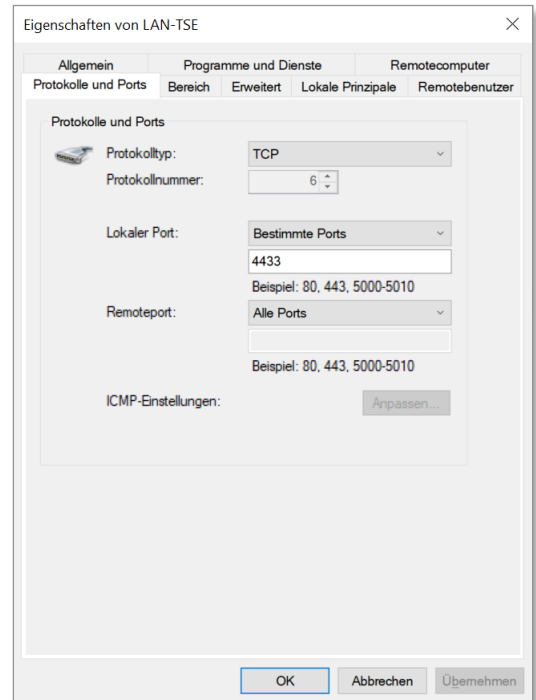 Eigenschaften von LAN-TSE
Allgemein Programme und Dienste Remotecomputer
Protokolle und Ports Bereich Erweitert Lokale Prinzipale Remotebenutzer
Protokolle und Ports
Protokolltyp: TCP
Protokollnummer: 6
Lokaler Port: Bestimmte Ports
4433
Beispiel: 80, 443, 5000-5010
Remoteport: Alle Ports
Beispiel: 80, 443, 5000-5010
ICMP-Einstellungen: Anpassen...
OK Abbrechen Übernehmen